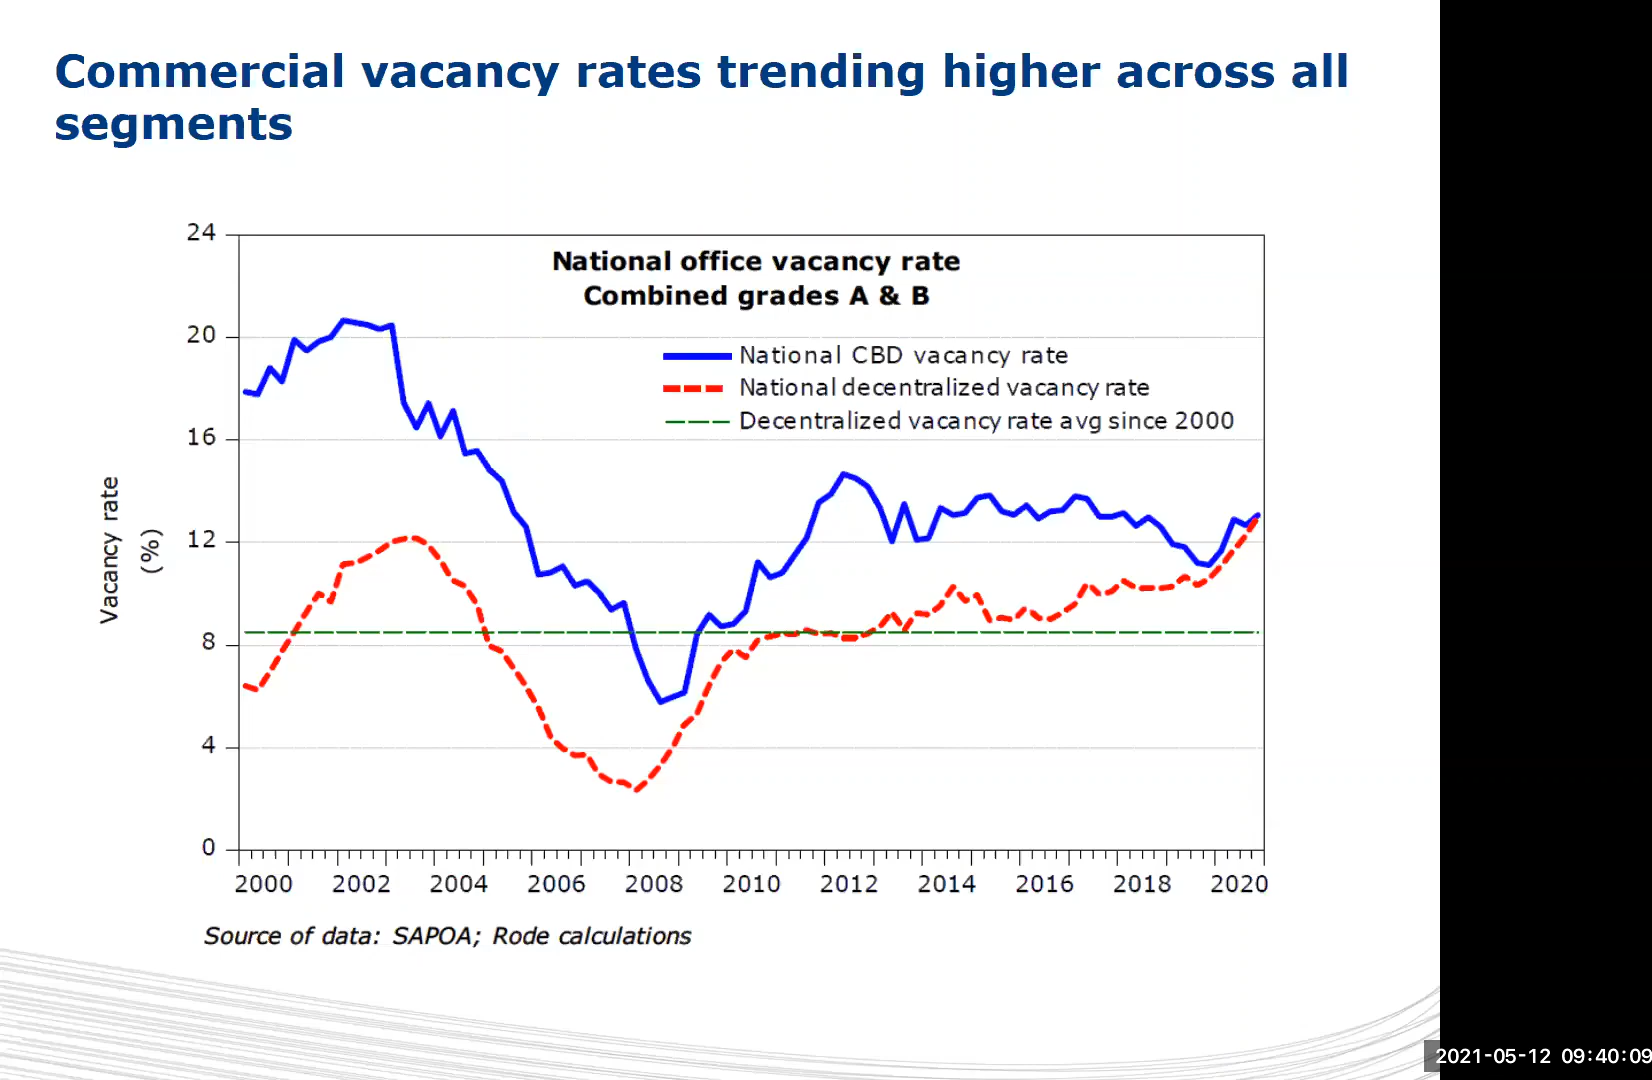 Commercial vacancy rates trending higher across all
segments
24
20
16
12
8
4
0
Vacancy rate
(%)
National office vacancy rate
Combined grades A & B
National CBD vacancy rate
National decentralized vacancy rate
Decentralized vacancy rate avg since 2000
2000 2002 2004 2006 2008 2010 2012 2014 2016 2018 2020
Source of data: SAPOA; Rode calculations
2021-05-12 09:40:09